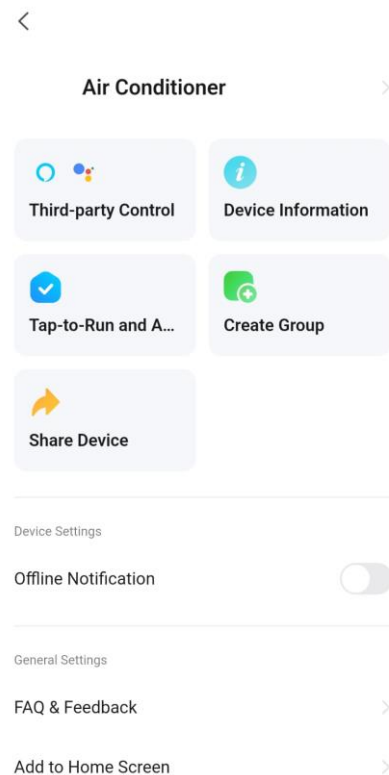 Air Conditioner
Third-party Control
Device Information
Tap-to-Run and A...
Create Group
Share Device
Device Settings
Offline Notification
General Settings
FAQ & Feedback
Add to Home Screen